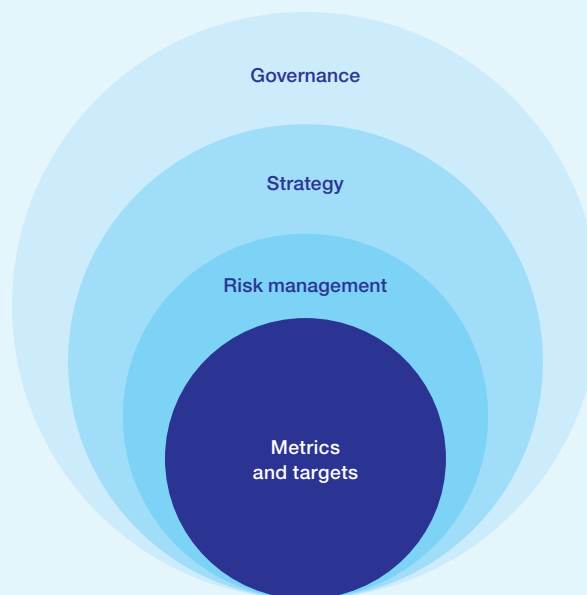 Governance
Strategy
Risk management
Metrics
and targets